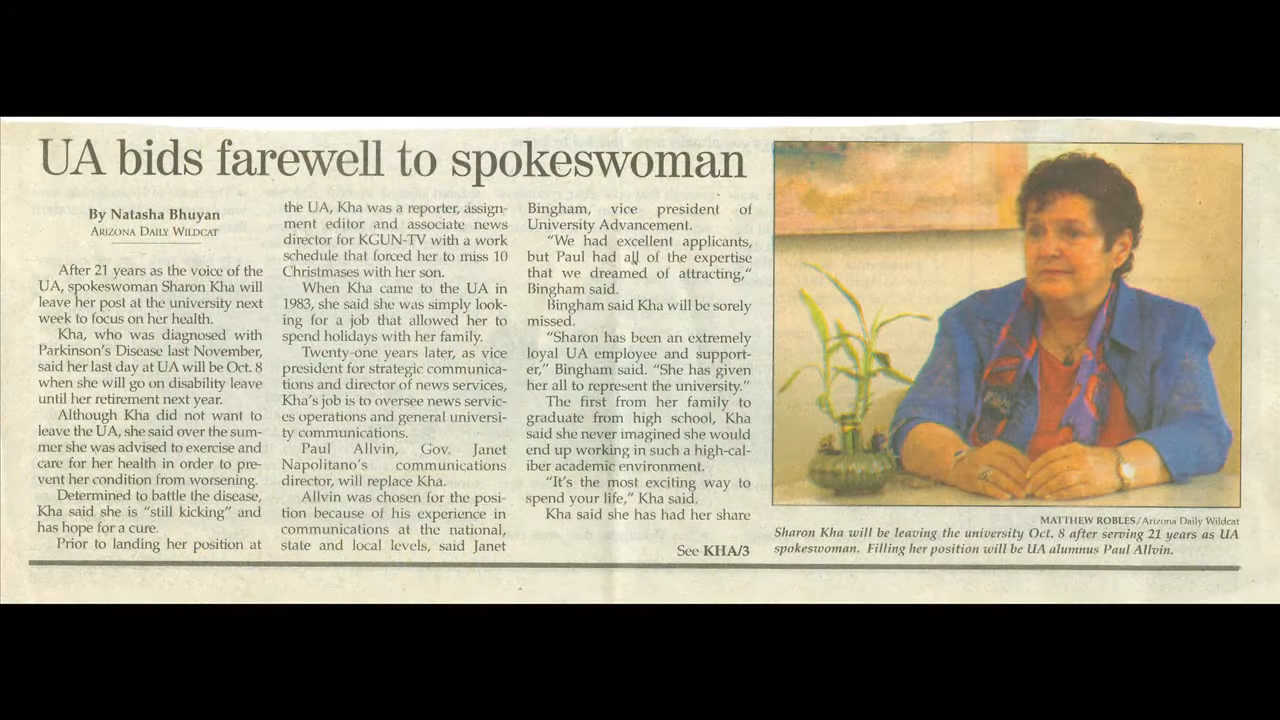 UA bids farewell to spokeswoman
By Natasha Bhuyan
ARIZONA DAILY WILDCAT
After 21 years as the voice of the
UA, spokeswoman Sharon Kha will
leave her post at the university next
week to focus on her health.
Kha, who was diagnosed with
Parkinson's Disease last November,
said her last day at UA will be Oct. 8
when she will go on disability leave
until her retirement next year.
Although Kha did not want to
leave the UA, she said over the sum-
mer she was advised to exercise and
care for her health in order to pre-
vent her condition from worsening.
Determined to battle the disease,
Kha said she is "still kicking" and
has hope for a cure.
Prior to landing her position at
the UA, Kha was a reporter, assign-
ment editor and associate news
director for KGUN-TV with a work
schedule that forced her to miss 10
Christmases with her son.
When Kha came to the UA in
1983, she said she was simply look-
ing for a job that allowed her to
spend holidays with her family.
Twenty-one years later, as vice
president for strategic communica-
tions and director of news services,
Kha's job is to oversee news servic-
es operations and general universi-
ty communications.
Paul Allvin, Gov. Janet
Napolitano's communications
director, will replace Kha.
Allvin was chosen for the posi-
tion because of his experience in
communications at the national,
state and local levels, said Janet
Bingham, vice president of
University Advancement.
"We had excellent applicants,
but Paul had all of the expertise
that we dreamed of attracting,"
Bingham said.
Bingham said Kha will be sorely
missed.
"Sharon has been an extremely
loyal UA employee and support-
er," Bingham said. "She has given
her all to represent the university."
The first from her family to
graduate from high school, Kha
said she never imagined she would
end up working in such a high-cal-
iber academic environment.
"It's the most exciting way to
spend your life," Kha said.
Kha said she has had her share
See KHA/3
MATTHEW ROBLES/Arizona Daily Wildcat
Sharon Kha will be leaving the university Oct. 8 after serving 21 years as UA
spokeswoman. Filling her position will be UA alumnus Paul Allvin.